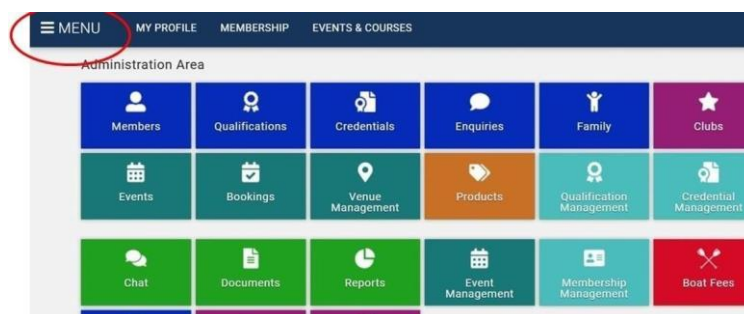 MENU MY PROFILE MEMBERSHIP EVENTS & COURSES
Administration Area
Members Qualifications Credentials Enquiries Family Clubs
Events Bookings Venue Management Products Qualification Management Credential Management
Chat Documents Reports Event Management Membership Management Boat Fees